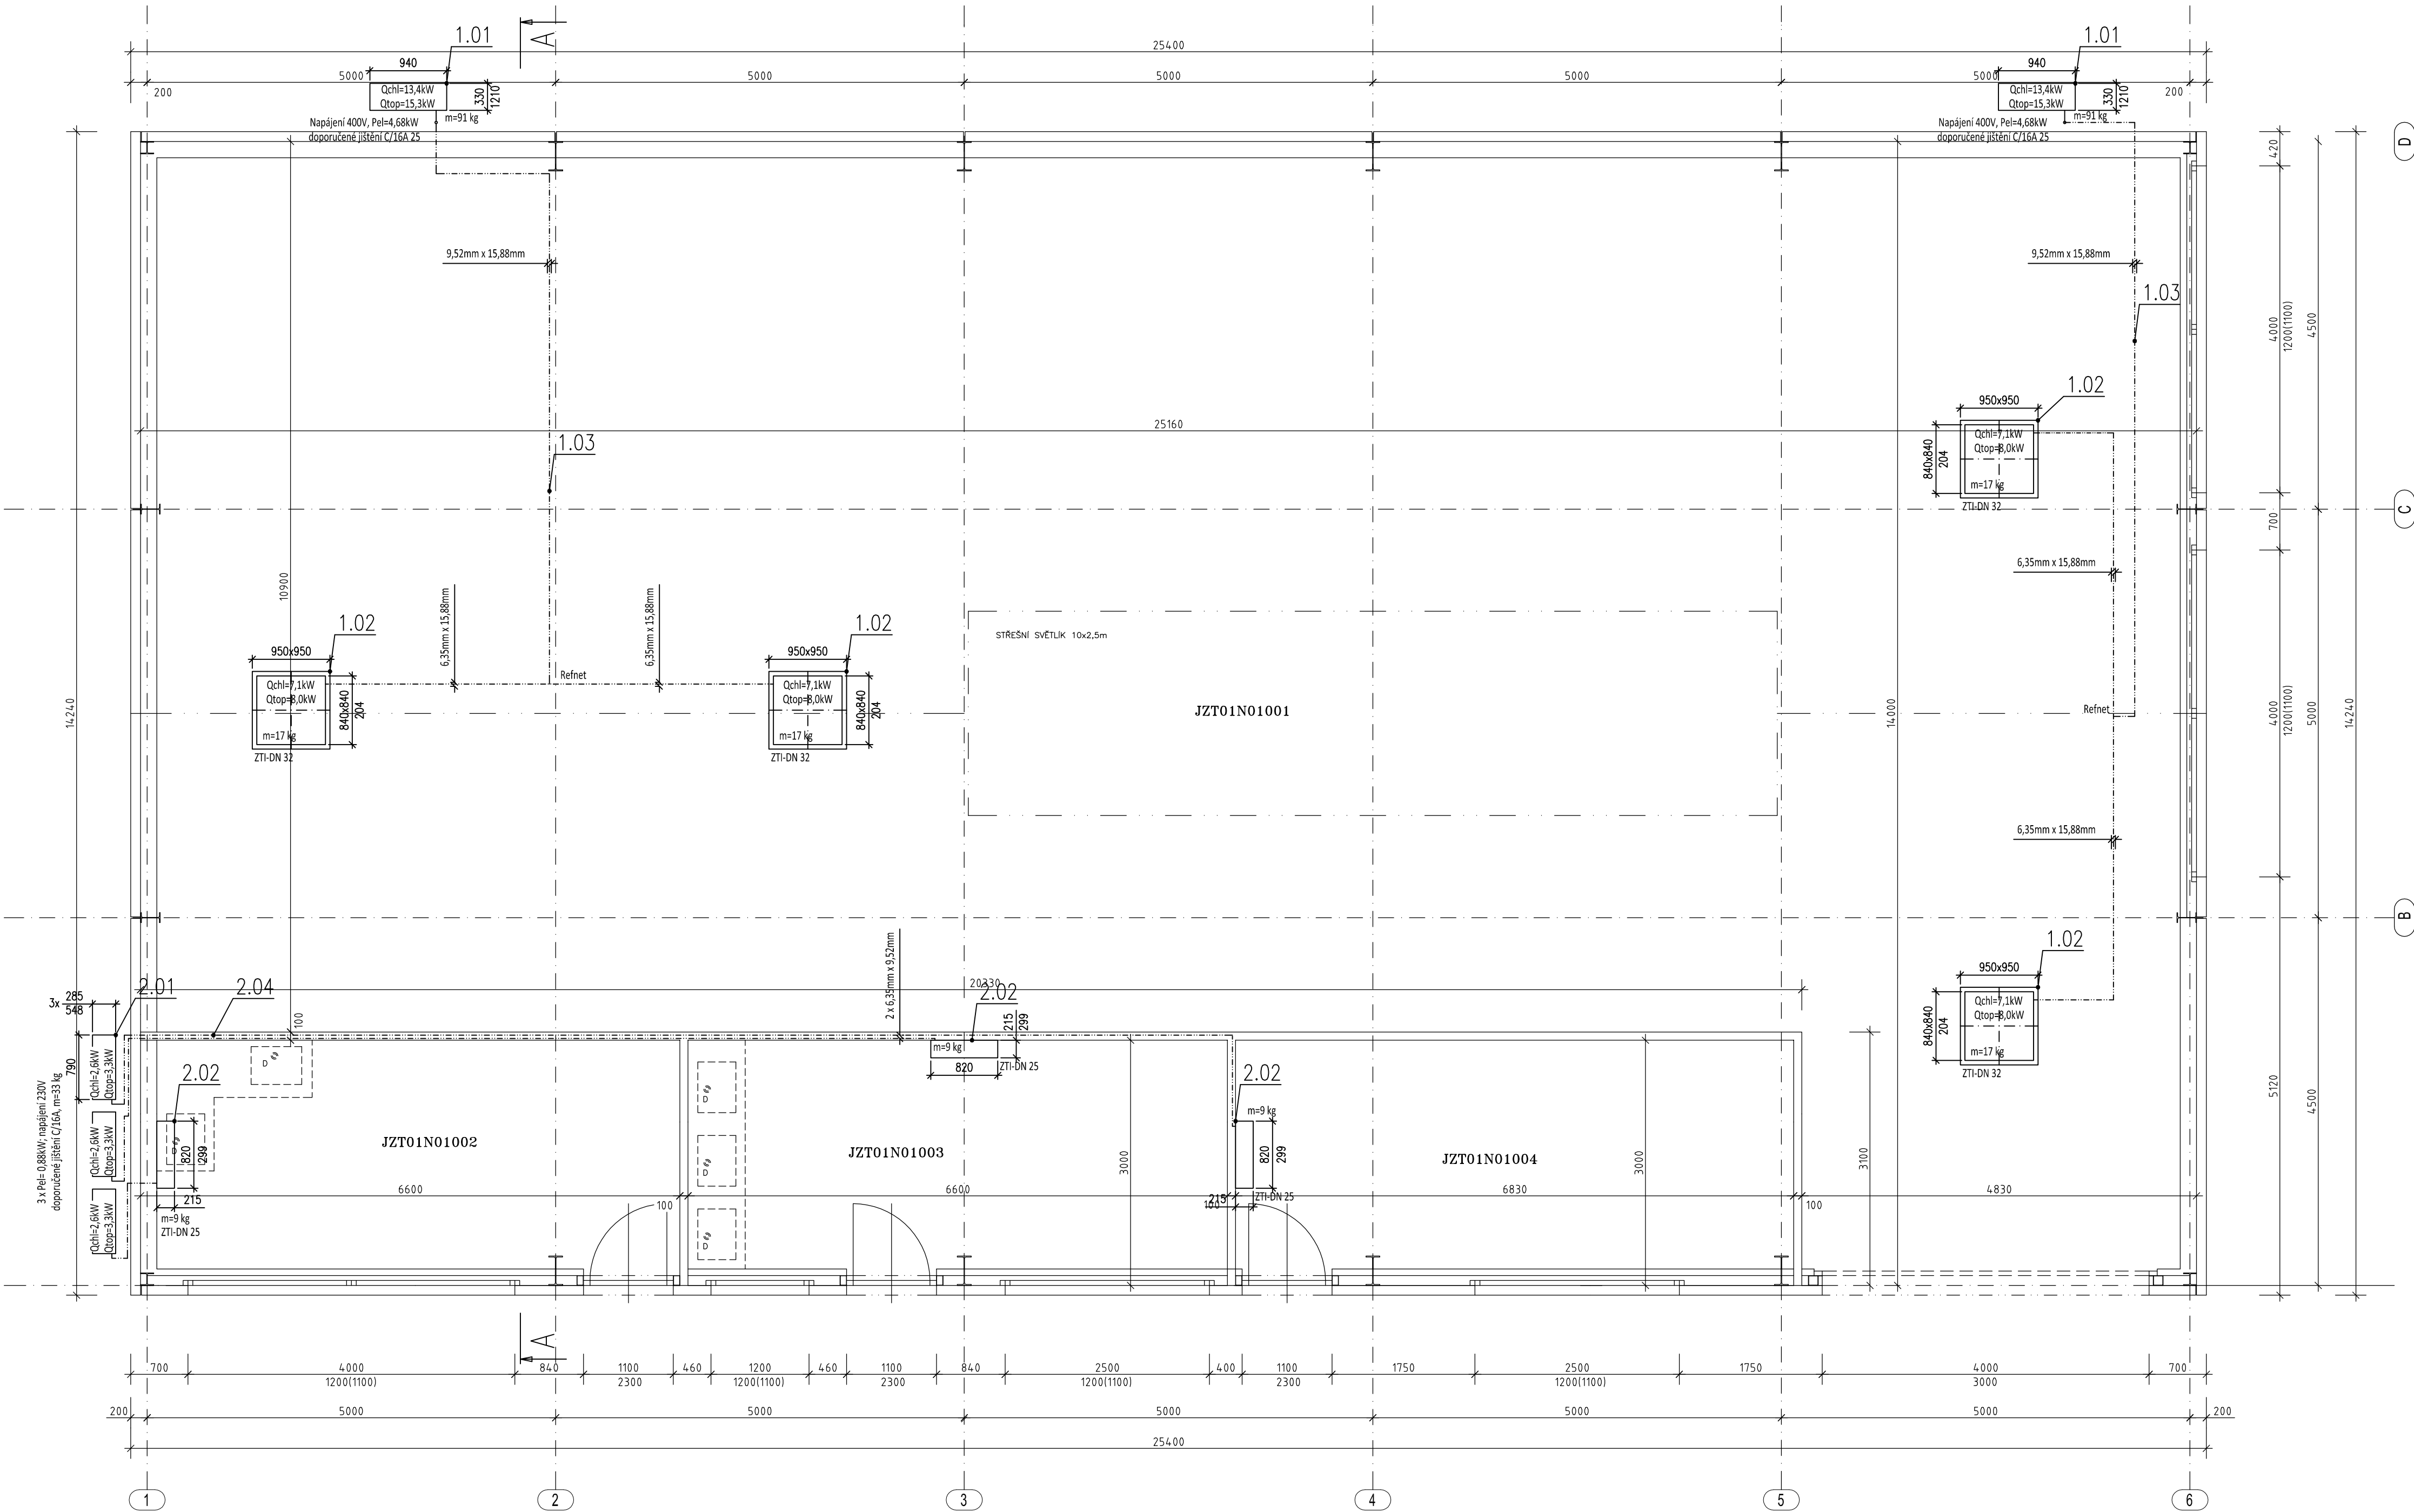 1.01
A
1.01
25400
940
940
5000
5000
5000
5000
5000
200
200
Qchl=13,4kW
Qtop=15,3kW
330
1210
m=91 kg
Napájení 400V, Pel=4,68kW
doporučené jištění C/16A 25
Qchl=13,4kW
Qtop=15,3kW
330
1210
m=91 kg
Napájení 400V, Pel=4,68kW
doporučené jištění C/16A 25
D
420
9,52mm x 15,88mm
9,52mm x 15,88mm
1.03
4000
1200(1100)
4500
1.02
950x950
25160
1.03
Qchl=7,1kW
Qtop=8,0kW
840x840
204
m=17 kg
ZTI-DN 32
C
700
6,35mm x 15,88mm
10900
1.02
950x950
6,35mm x 15,88mm
6,35mm x 15,88mm
1.02
950x950
STŘEŠNÍ SVĚTLÍK 10x2,5m
Refnet
Qchl=7,1kW
Qtop=8,0kW
840x840
204
m=17 kg
ZTI-DN 32
Qchl=7,1kW
Qtop=8,0kW
840x840
204
m=17 kg
ZTI-DN 32
14240
JZT01N01001
14000
Refnet
4000
1200(1100)
5000
14240
6,35mm x 15,88mm
B
2 x 6,35mm x 9,52mm
1.02
950x950
Qchl=7,1kW
Qtop=8,0kW
840x840
204
m=17 kg
ZTI-DN 32
3x
285
548
2.01
2.04
20330
2.02
100
215
299
m=9 kg
820
ZTI-DN 25
790
Qchl=2,6kW
Qtop=3,3kW
Qchl=2,6kW
Qtop=3,3kW
Qchl=2,6kW
Qtop=3,3kW
3 x Pel= 0,88kW; napájení 230V
doporučené jištění C/16A, m=33 kg
D
2.02
D
820
299
215
m=9 kg
ZTI-DN 25
JZT01N01002
D
D
D
JZT01N01003
3000
2.02
m=9 kg
820
299
215
ZTI-DN 25
JZT01N01004
3000
3100
5120
4500
6600
100
6600
100
6830
100
4830
A
700
4000
840
1100
460
1200
460
1100
840
2500
400
1100
1750
2500
1750
4000
700
1200(1100)
2300
1200(1100)
2300
1200(1100)
2300
1200(1100)
3000
200
5000
5000
5000
5000
5000
200
25400
1
2
3
4
5
6